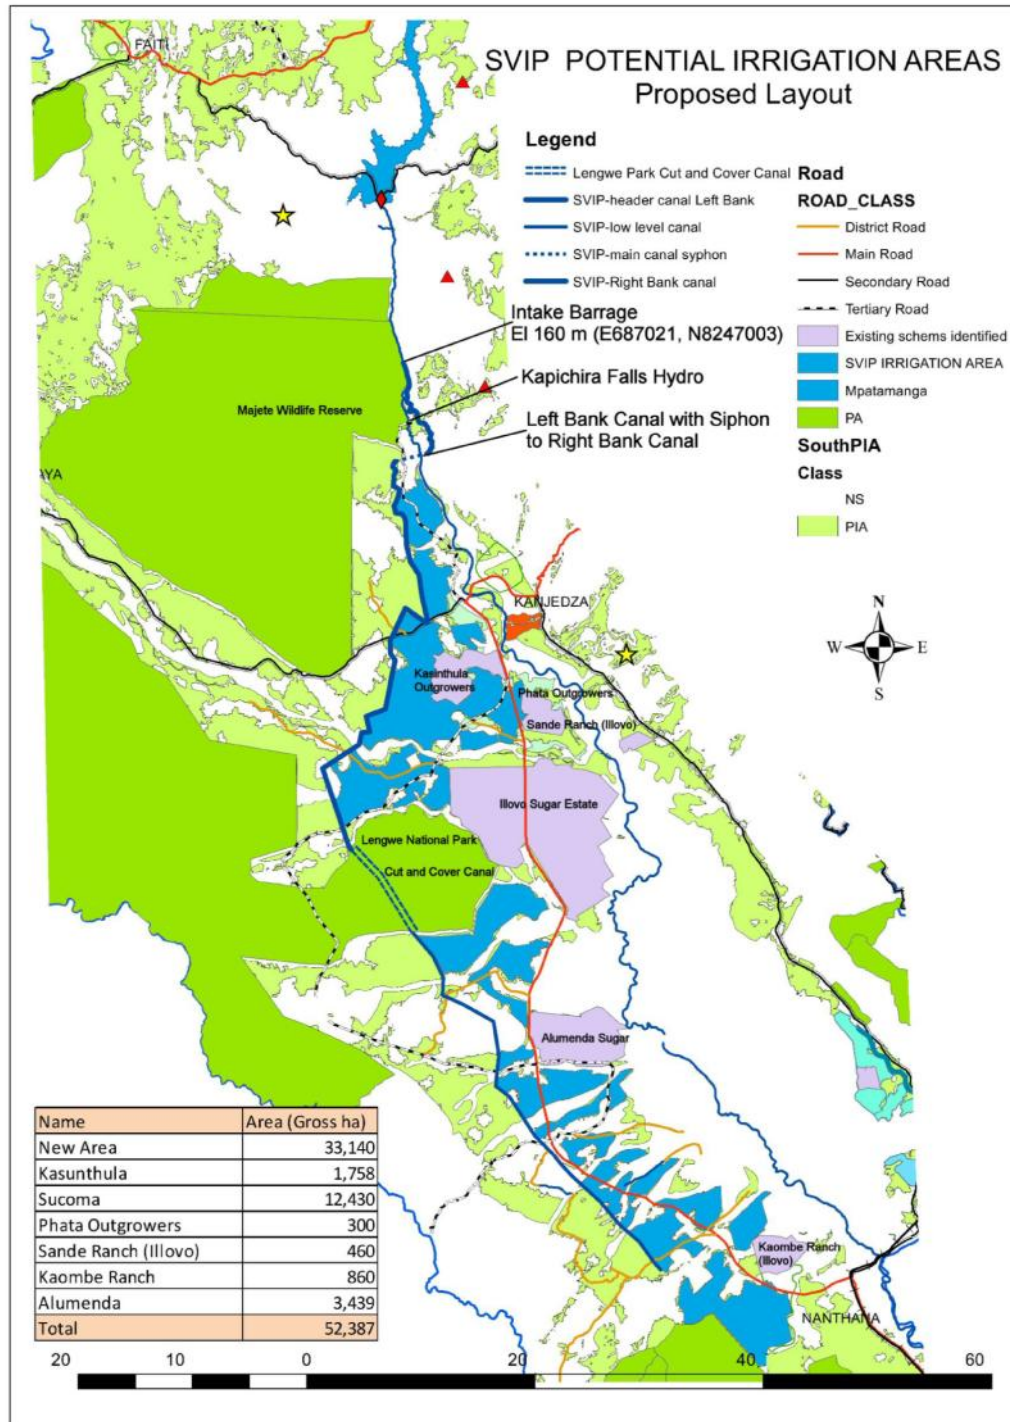 SVIP POTENTIAL IRRIGATION AREAS
Proposed Layout
FAITI
Legend
Lengwe Park Cut and Cover Canal
SVIP-header canal Left Bank
SVIP-low level canal
SVIP-main canal syphon
SVIP-Right Bank canal
Road
ROAD_CLASS
District Road
Main Road
Secondary Road
Tertiary Road
Existing schems identified
SVIP IRRIGATION AREA
Mpatamanga
PA
SouthPIA
Class
NS
PIA
Intake Barrage
El 160 m (E687021, N8247003)
Kapichira Falls Hydro
Left Bank Canal with Siphon
to Right Bank Canal
Majete Wildlife Reserve
AYA
KANJEDZA
N
W E
S
Kasinthula
Outgrowers
Phata Outgrowers
Sande Ranch (Illovo)
Illovo Sugar Estate
Lengwe National Park
Cut and Cover Canal
Alumenda Sugar
Kaombe Ranch
(Illovo)
Name Area (Gross ha)
New Area 33,140
Kasunthula 1,758
Sucoma 12,430
Phata Outgrowers 300
Sande Ranch (Illovo) 460
Kaombe Ranch 860
Alumenda 3,439
Total 52,387
20 10 0 20 40 60